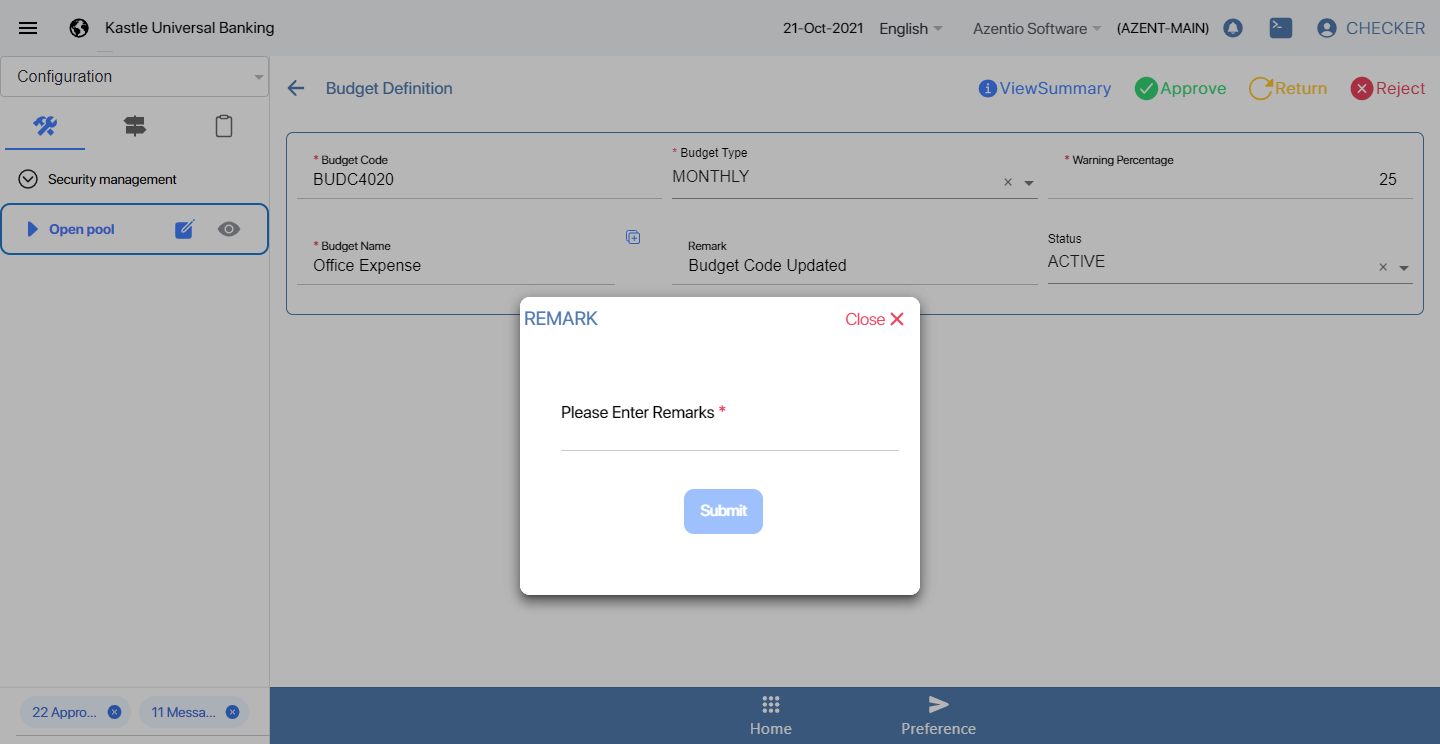 Kastle Universal Banking
21-Oct-2021
English
Azentio Software
(AZENT-MAIN)
CHECKER
Configuration
Budget Definition
ViewSummary
Approve
Return
Reject
Security management
Open pool
* Budget Code
BUDC4020
* Budget Type
MONTHLY
* Warning Percentage
25
* Budget Name
Office Expense
Remark
Budget Code Updated
Status
ACTIVE
REMARK
Close
Please Enter Remarks *
Submit
22 Appro...
11 Messa...
Home
Preference